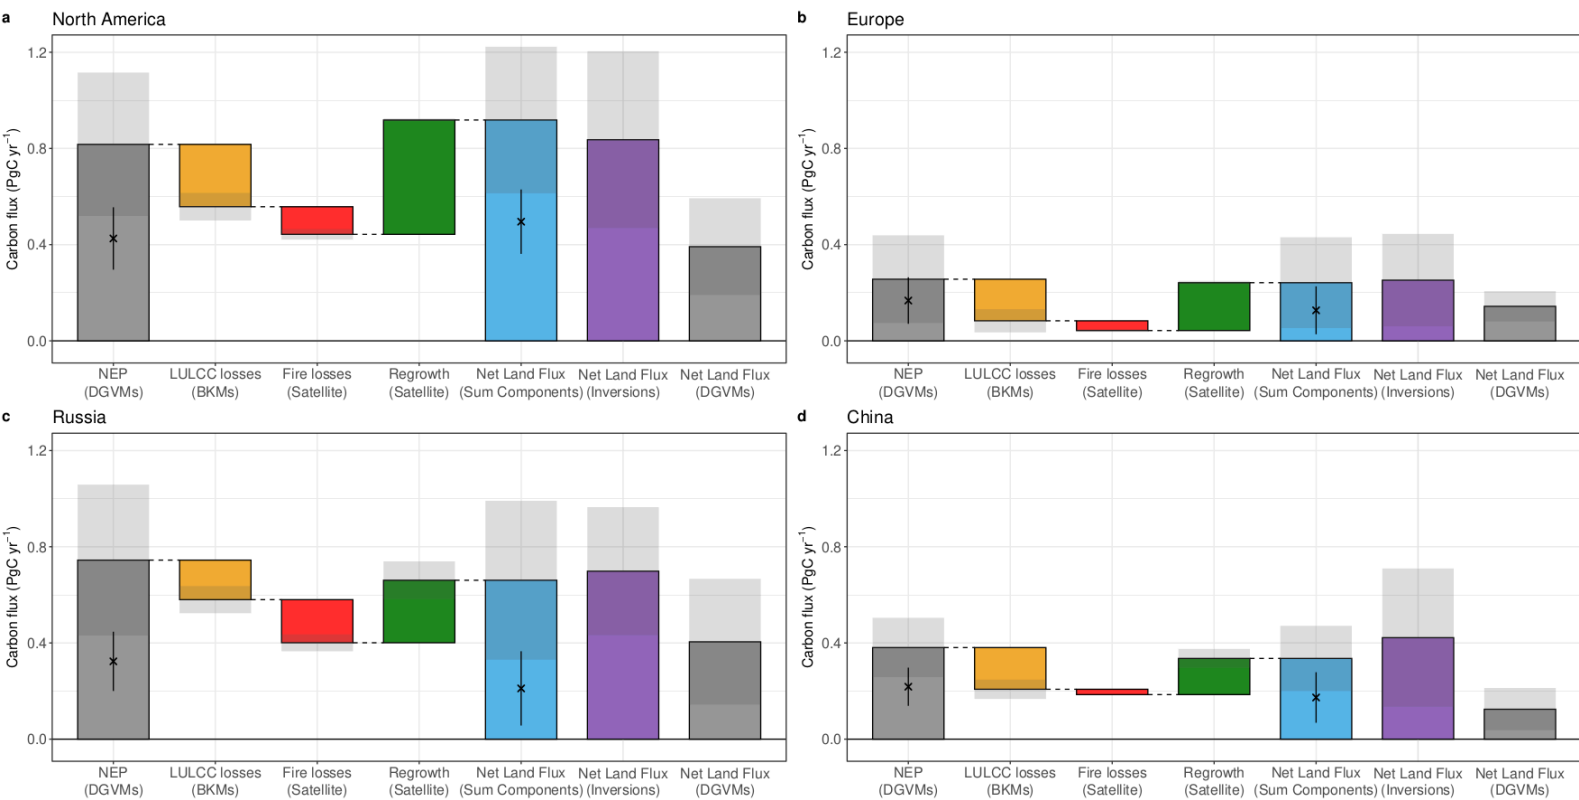 a North America
1.2
0.8
0.4
0.0
Carbon flux (PgC yr⁻¹)
NEP (DGVMs)
LULCC losses (BKMs)
Fire losses (Satellite)
Regrowth (Satellite)
Net Land Flux (Sum Components)
Net Land Flux (Inversions)
Net Land Flux (DGVMs)
b Europe
1.2
0.8
0.4
0.0
Carbon flux (PgC yr⁻¹)
NEP (DGVMs)
LULCC losses (BKMs)
Fire losses (Satellite)
Regrowth (Satellite)
Net Land Flux (Sum Components)
Net Land Flux (Inversions)
Net Land Flux (DGVMs)
c Russia
1.2
0.8
0.4
0.0
Carbon flux (PgC yr⁻¹)
NEP (DGVMs)
LULCC losses (BKMs)
Fire losses (Satellite)
Regrowth (Satellite)
Net Land Flux (Sum Components)
Net Land Flux (Inversions)
Net Land Flux (DGVMs)
d China
1.2
0.8
0.4
0.0
Carbon flux (PgC yr⁻¹)
NEP (DGVMs)
LULCC losses (BKMs)
Fire losses (Satellite)
Regrowth (Satellite)
Net Land Flux (Sum Components)
Net Land Flux (Inversions)
Net Land Flux (DGVMs)